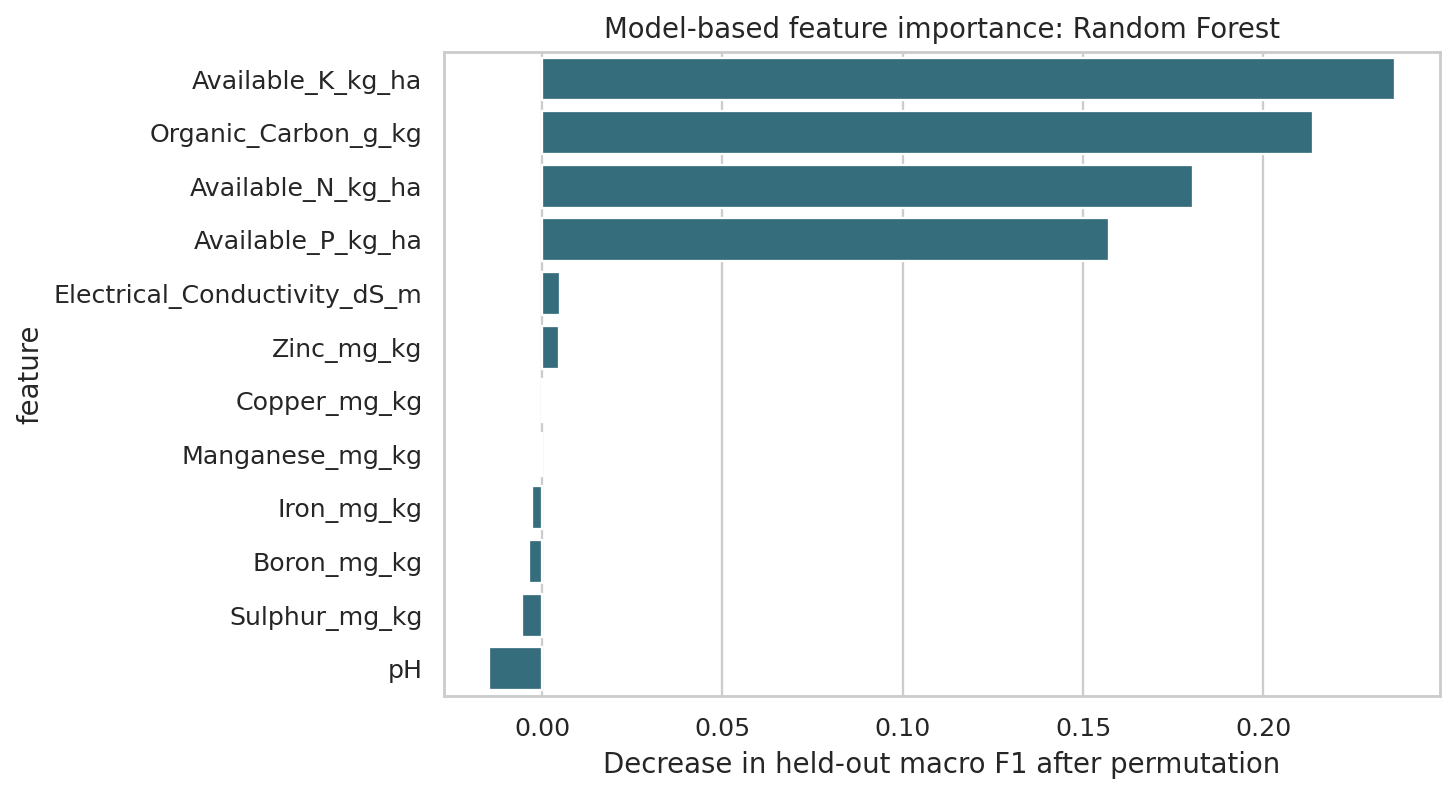 Model-based feature importance: Random Forest
Available_K_kg_ha
Organic_Carbon_g_kg
Available_N_kg_ha
Available_P_kg_ha
Electrical_Conductivity_dS_m
Zinc_mg_kg
Copper_mg_kg
Manganese_mg_kg
Iron_mg_kg
Boron_mg_kg
Sulphur_mg_kg
pH
feature
0.00 0.05 0.10 0.15 0.20
Decrease in held-out macro F1 after permutation